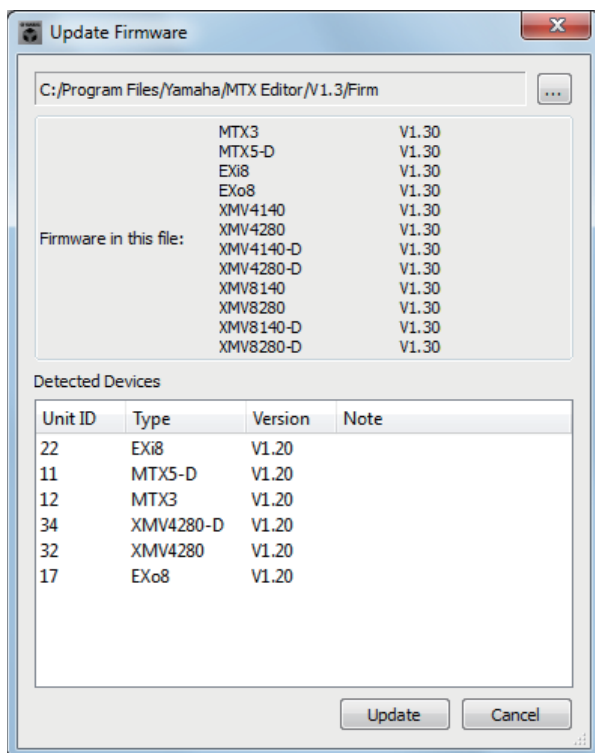 Update Firmware
C:/Program Files/Yamaha/MTX Editor/V1.3/Firm
...
Firmware in this file:
MTX3 V1.30
MTX5-D V1.30
EXi8 V1.30
EXo8 V1.30
XMV4140 V1.30
XMV4280 V1.30
XMV4140-D V1.30
XMV4280-D V1.30
XMV8140 V1.30
XMV8280 V1.30
XMV8140-D V1.30
XMV8280-D V1.30
Detected Devices
Unit ID Type Version Note
22 EXi8 V1.20
11 MTX5-D V1.20
12 MTX3 V1.20
34 XMV4280-D V1.20
32 XMV4280 V1.20
17 EXo8 V1.20
Update Cancel